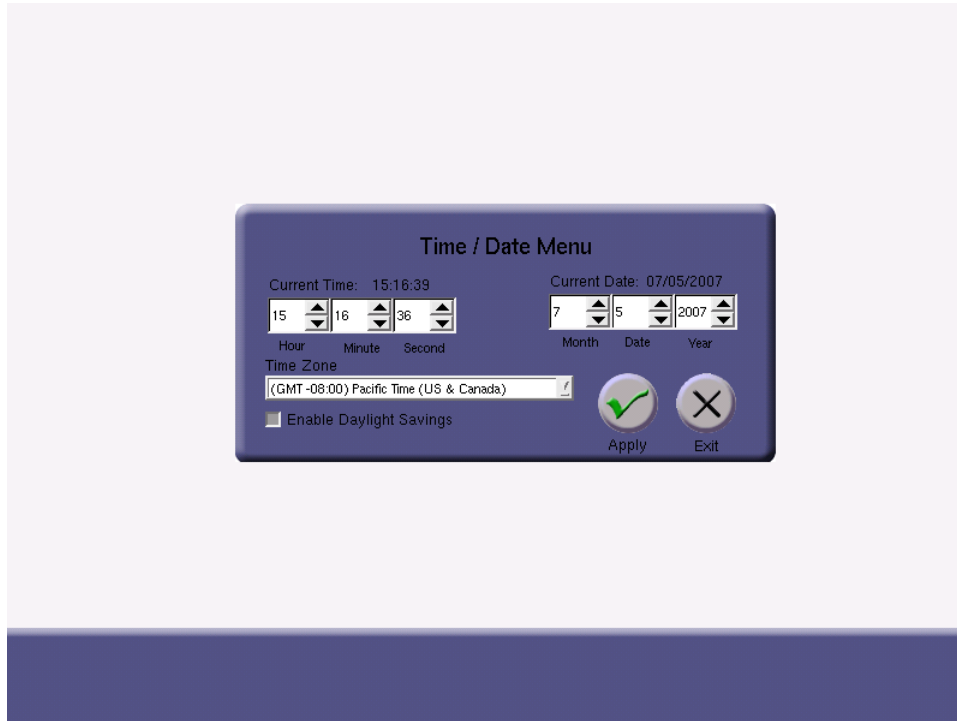 Time / Date Menu
Current Time: 15:16:39
Current Date: 07/05/2007
15 16 36
7 5 2007
Hour Minute Second
Month Date Year
Time Zone
(GMT-08:00) Pacific Time (US & Canada)
Enable Daylight Savings
Apply Exit